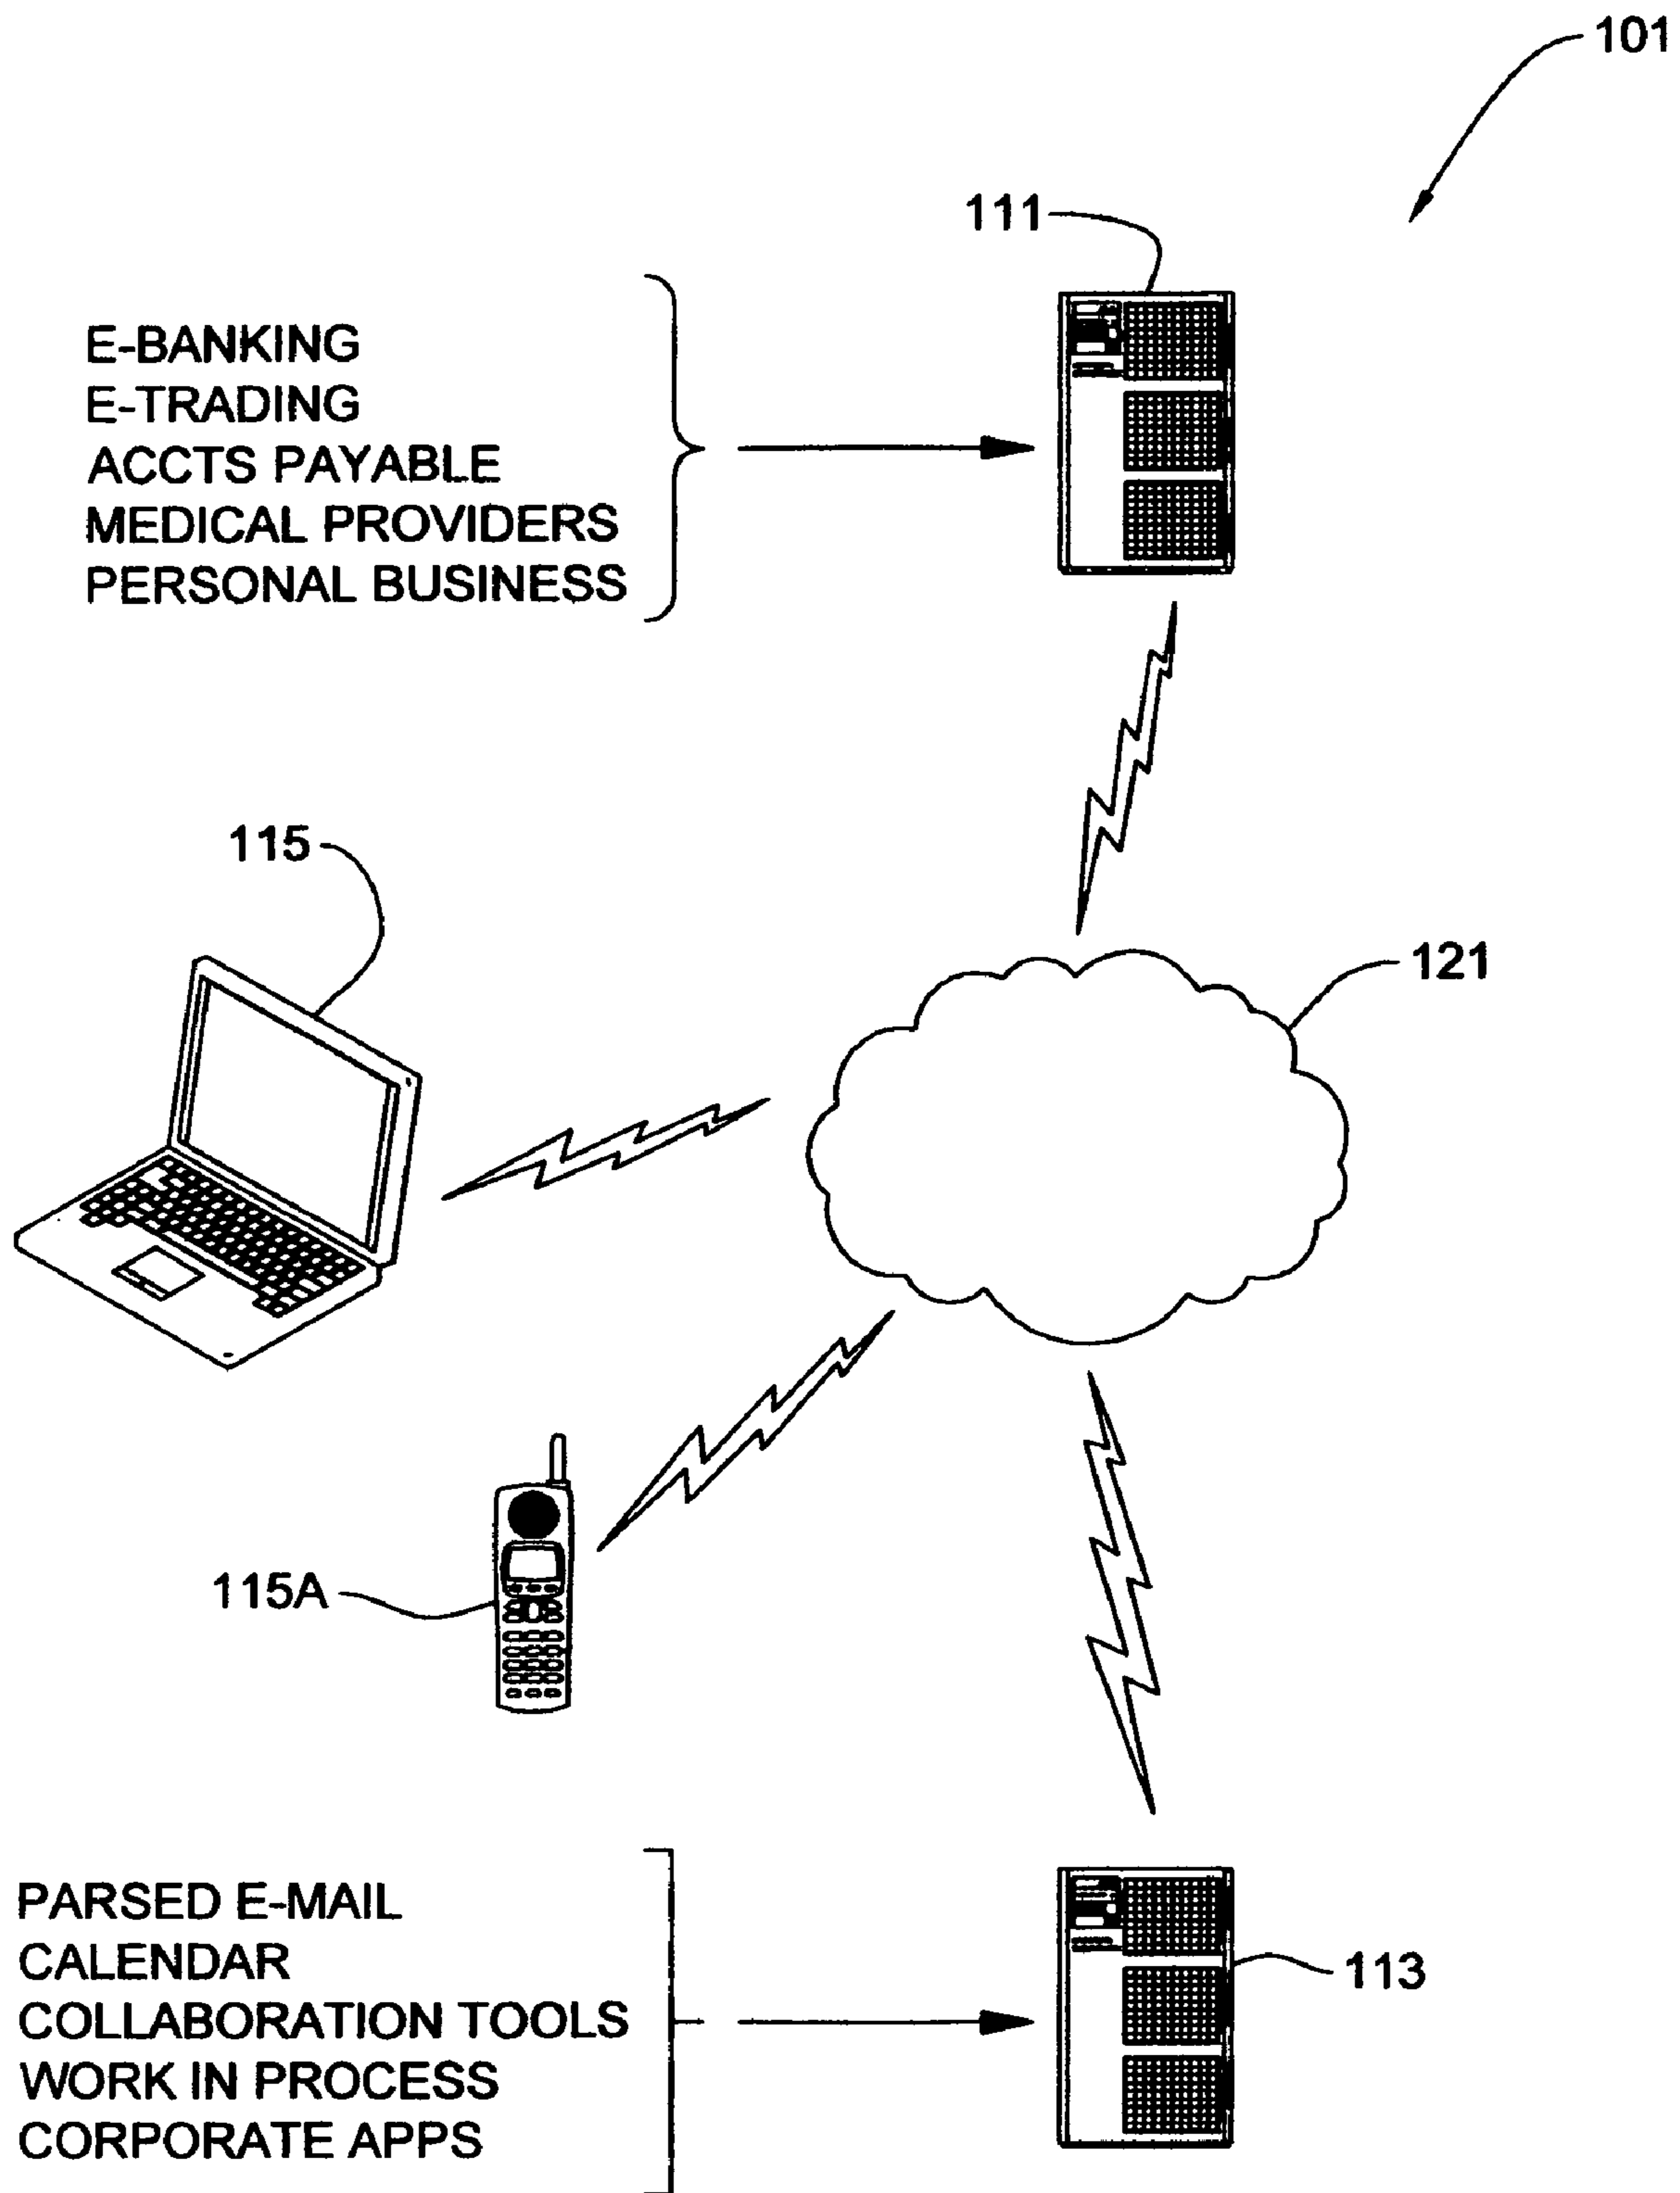 101
111
E-BANKING
E-TRADING
ACCTS PAYABLE
MEDICAL PROVIDERS
PERSONAL BUSINESS
115
121
115A
PARSED E-MAIL
CALENDAR
COLLABORATION TOOLS
WORK IN PROCESS
CORPORATE APPS
113